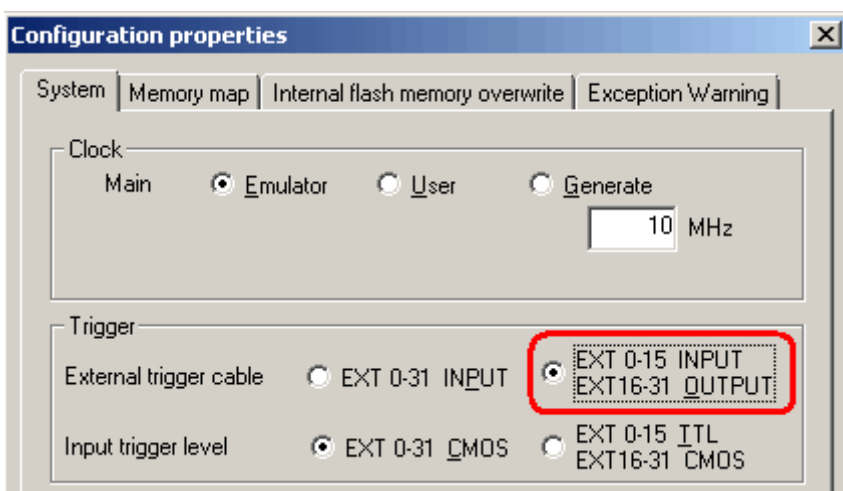 Configuration properties
System Memory map Internal flash memory overwrite Exception Warning
Clock
Main Emulator User Generate
10 MHz
Trigger
External trigger cable EXT 0-31 INPUT EXT 0-15 INPUT
EXT16-31 OUTPUT
Input trigger level EXT 0-31 CMOS EXT 0-15 TTL
EXT16-31 CMOS